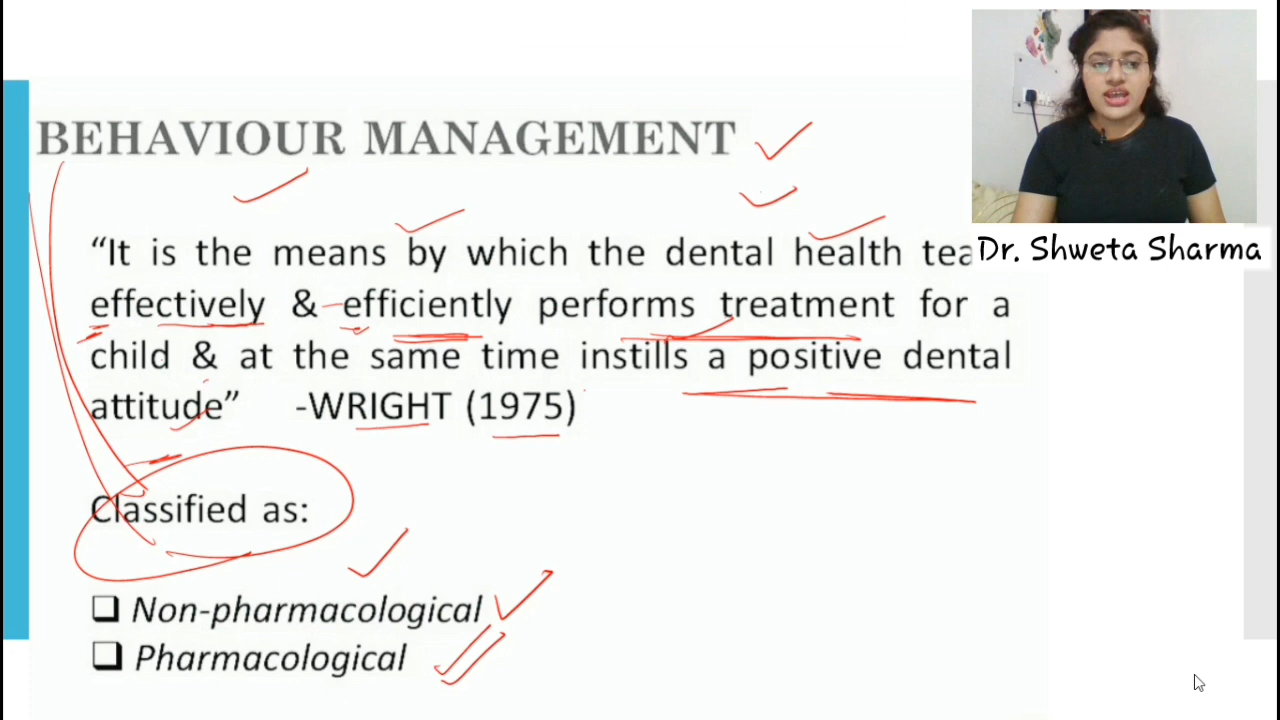 BEHAVIOUR MANAGEMENT
“It is the means by which the dental health tea
effectively & efficiently performs treatment for a
child & at the same time instills a positive dental
attitude” -WRIGHT (1975)
Classified as:
Non-pharmacological
Pharmacological
Dr. Shweta Sharma